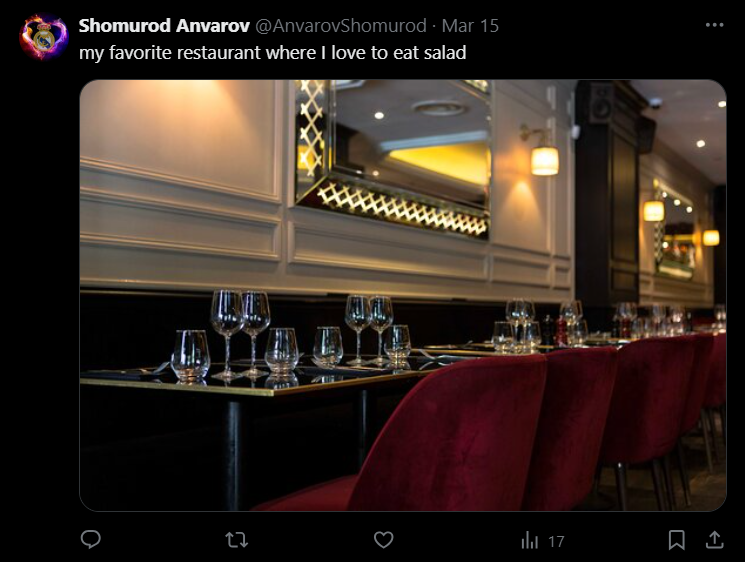 Shomurod Anvarov @AnvarovShomurod · Mar 15
my favorite restaurant where I love to eat salad
17